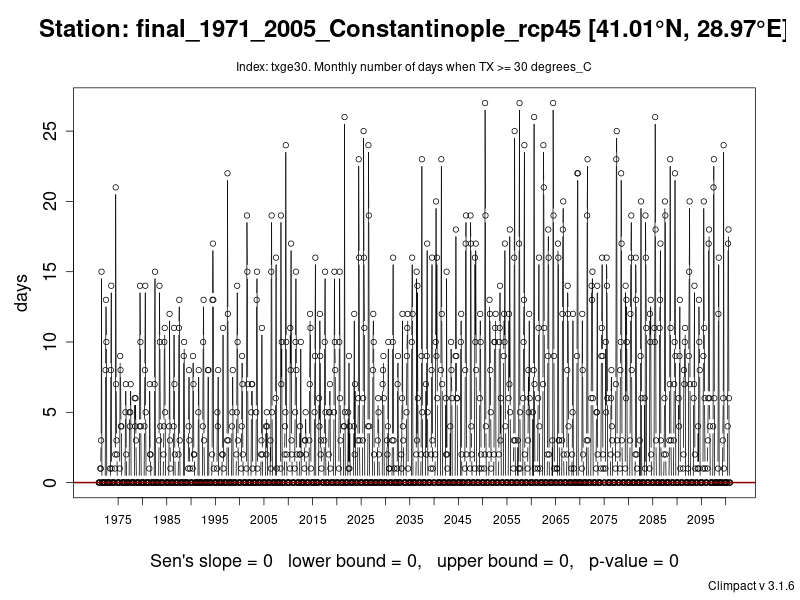 Station: final_1971_2005_Constantinople_rcp45 [41.01°N, 28.97°E]
Index: txge30. Monthly number of days when TX >= 30 degrees_C
days
25
20
15
10
5
0
1975 1985 1995 2005 2015 2025 2035 2045 2055 2065 2075 2085 2095
Sen's slope = 0 lower bound = 0, upper bound = 0, p-value = 0
Climpact v 3.1.6